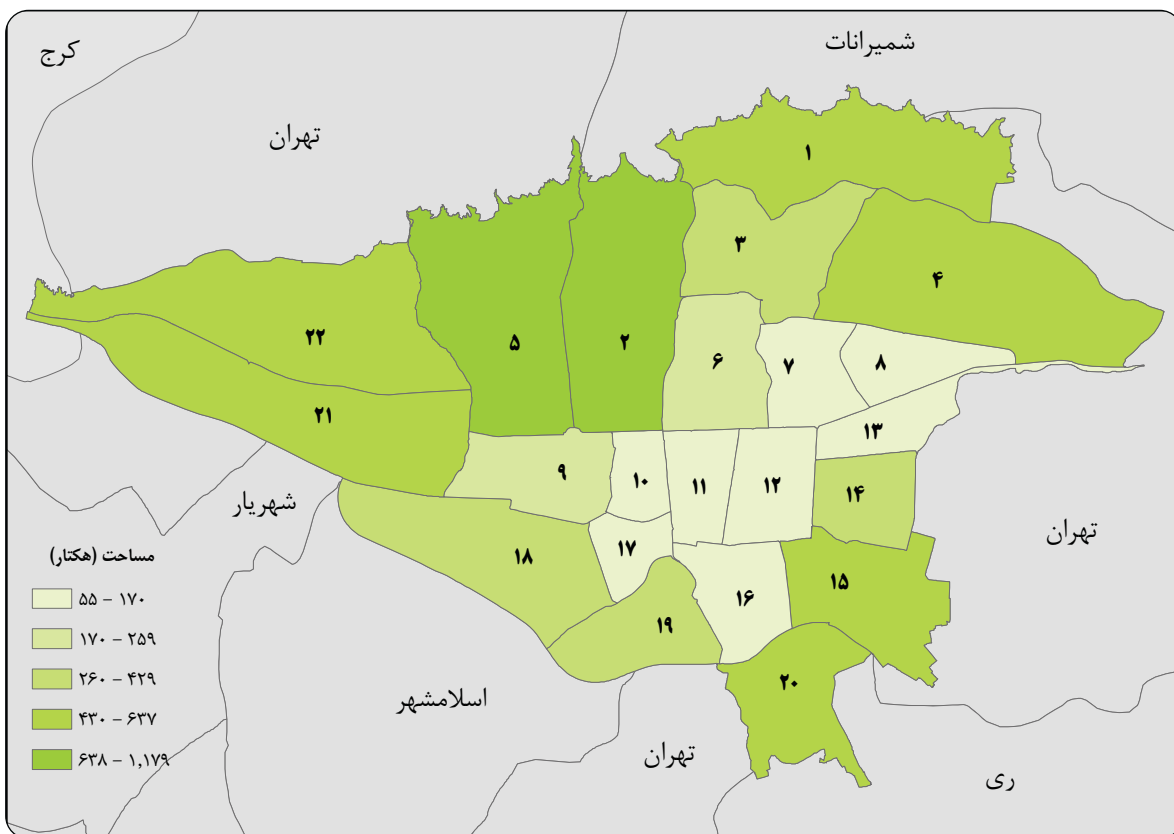 شمیرانات
کرج
تهران
۱
۳
۴
۲۲
۵
۲
۶
۷
۸
۲۱
۱۳
۹
۱۰
۱۱
۱۲
۱۴
شهریار
تهران
۱۸
۱۷
۱۵
۱۶
۱۹
۲۰
اسلامشهر
تهران
ری
مساحت (هکتار)
۵۵ – ۱۷۰
۱۷۰ – ۲۵۹
۲۶۰ – ۴۲۹
۴۳۰ – ۶۳۷
۶۳۸ – ۱,۱۷۹